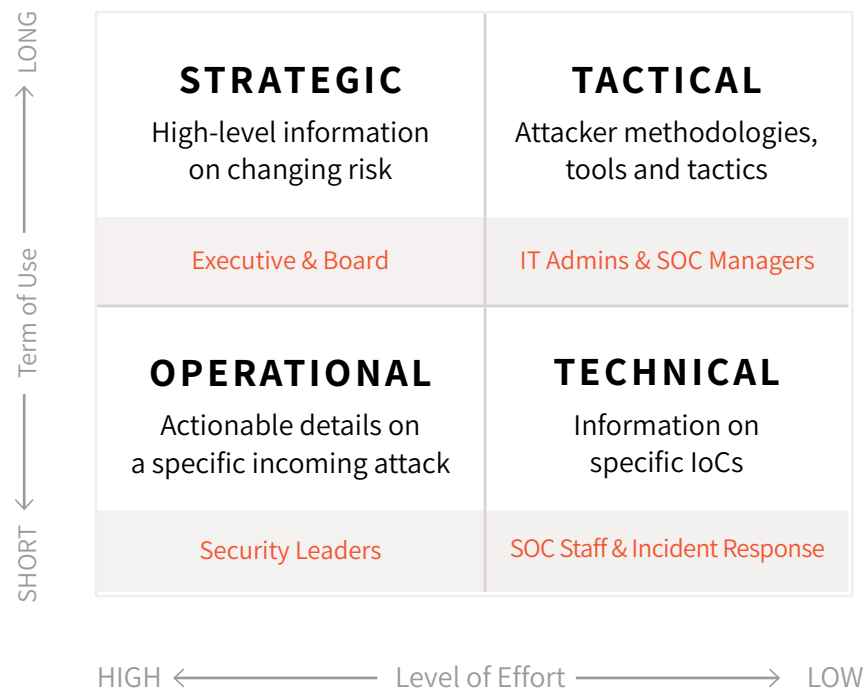 STRATEGIC
High-level information
on changing risk
Executive & Board
TACTICAL
Attacker methodologies,
tools and tactics
IT Admins & SOC Managers
OPERATIONAL
Actionable details on
a specific incoming attack
Security Leaders
TECHNICAL
Information on
specific IoCs
SOC Staff & Incident Response
LONG
Term of Use
SHORT
HIGH Level of Effort LOW